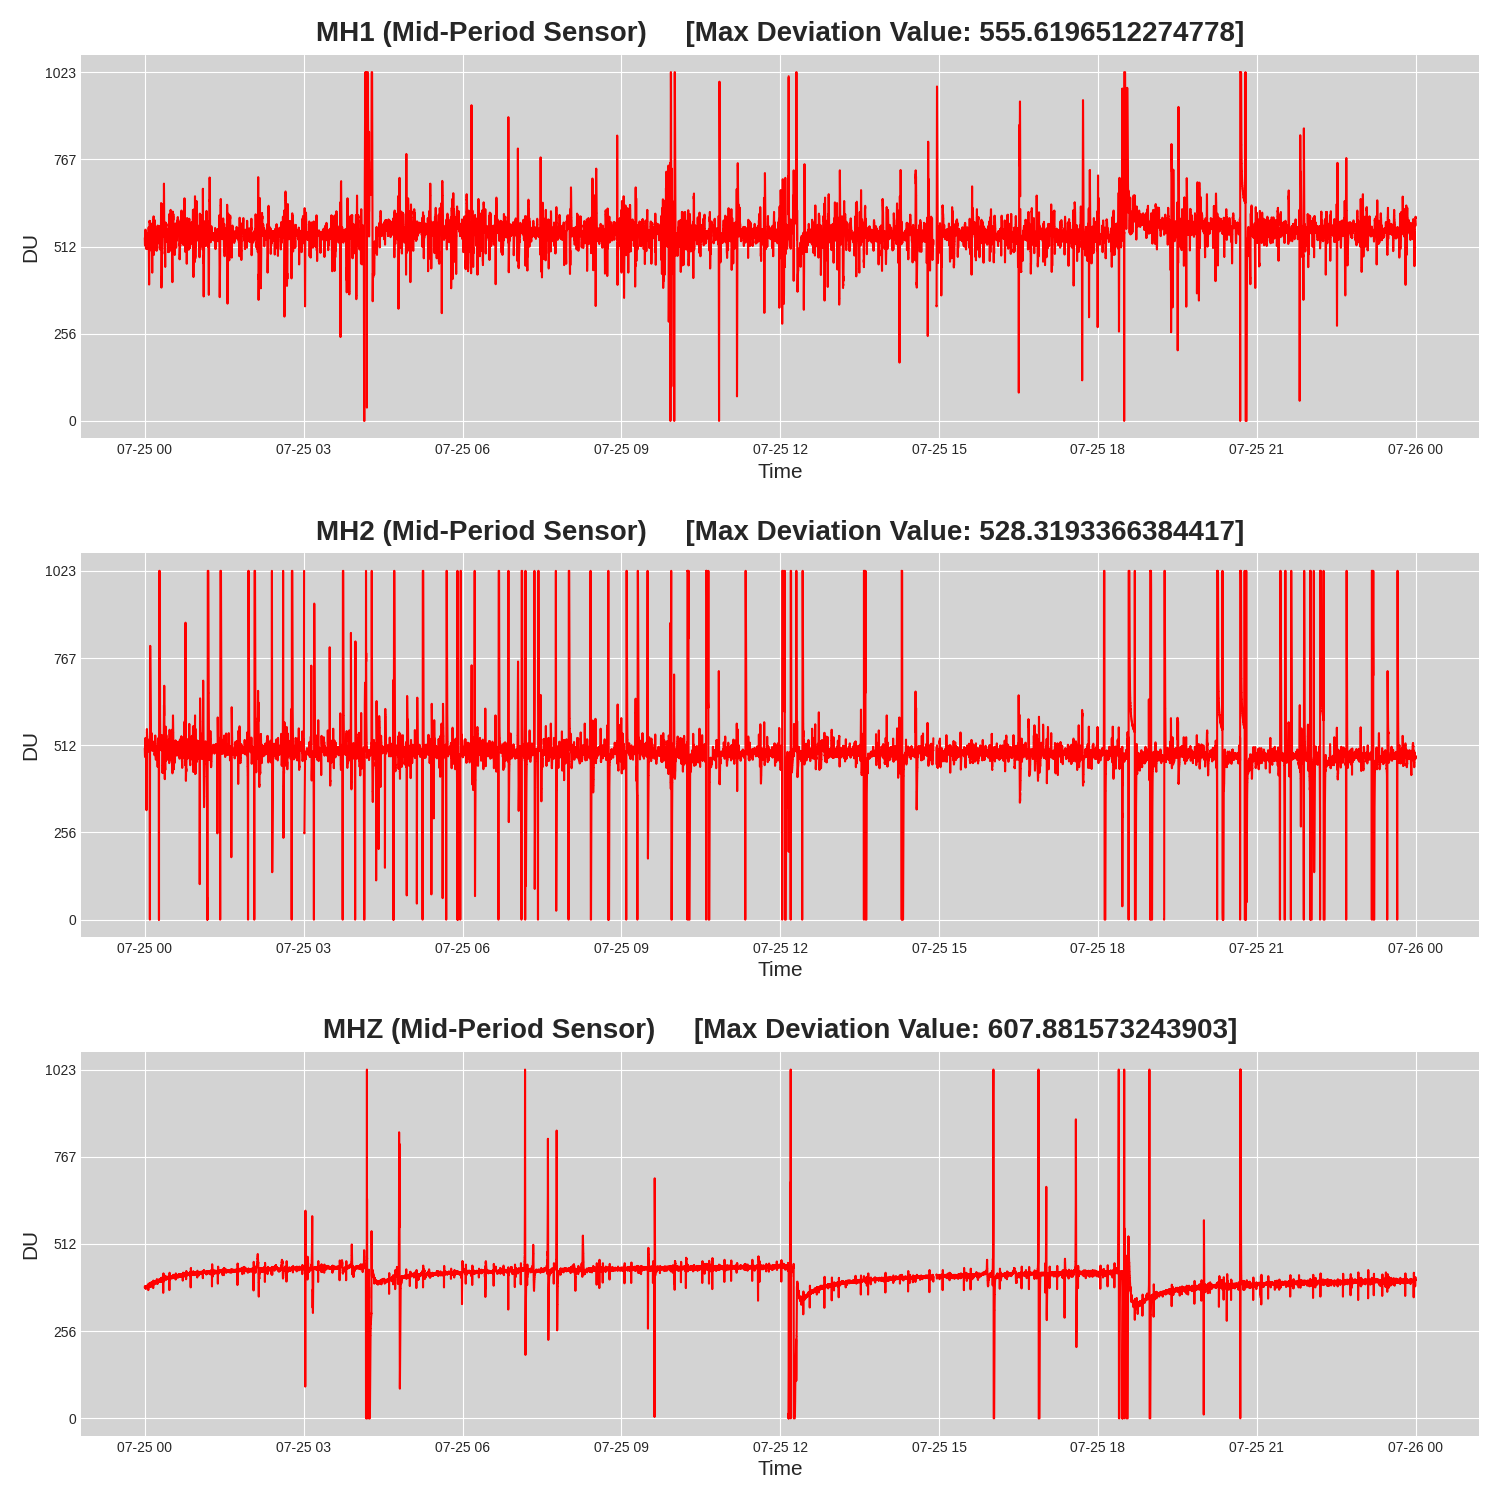 MH1 (Mid-Period Sensor) [Max Deviation Value: 555.6196512274778]
1023
767
512
256
0
DU
07-25 00 07-25 03 07-25 06 07-25 09 07-25 12 07-25 15 07-25 18 07-25 21 07-26 00
Time
MH2 (Mid-Period Sensor) [Max Deviation Value: 528.3193366384417]
1023
767
512
256
0
DU
07-25 00 07-25 03 07-25 06 07-25 09 07-25 12 07-25 15 07-25 18 07-25 21 07-26 00
Time
MHZ (Mid-Period Sensor) [Max Deviation Value: 607.881573243903]
1023
767
512
256
0
DU
07-25 00 07-25 03 07-25 06 07-25 09 07-25 12 07-25 15 07-25 18 07-25 21 07-26 00
Time